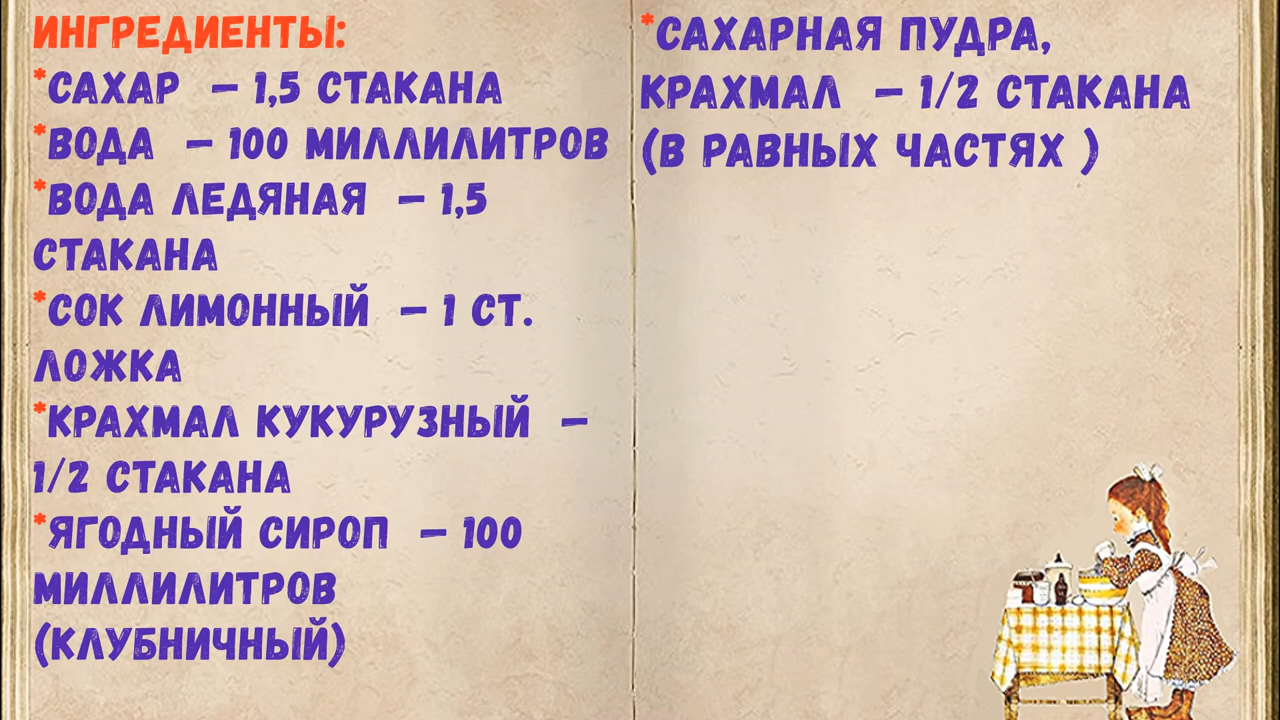 ИНГРЕДИЕНТЫ:
*САХАР – 1,5 СТАКАНА
*ВОДА – 100 МИЛЛИЛИТРОВ
*ВОДА ЛЕДЯНАЯ – 1,5
СТАКАНА
*СОК ЛИМОННЫЙ – 1 СТ.
ЛОЖКА
*КРАХМАЛ КУКУРУЗНЫЙ –
1/2 СТАКАНА
*ЯГОДНЫЙ СИРОП – 100
МИЛЛИЛИТРОВ
(КЛУБНИЧНЫЙ)
*САХАРНАЯ ПУДРА,
КРАХМАЛ – 1/2 СТАКАНА
(В РАВНЫХ ЧАСТЯХ )